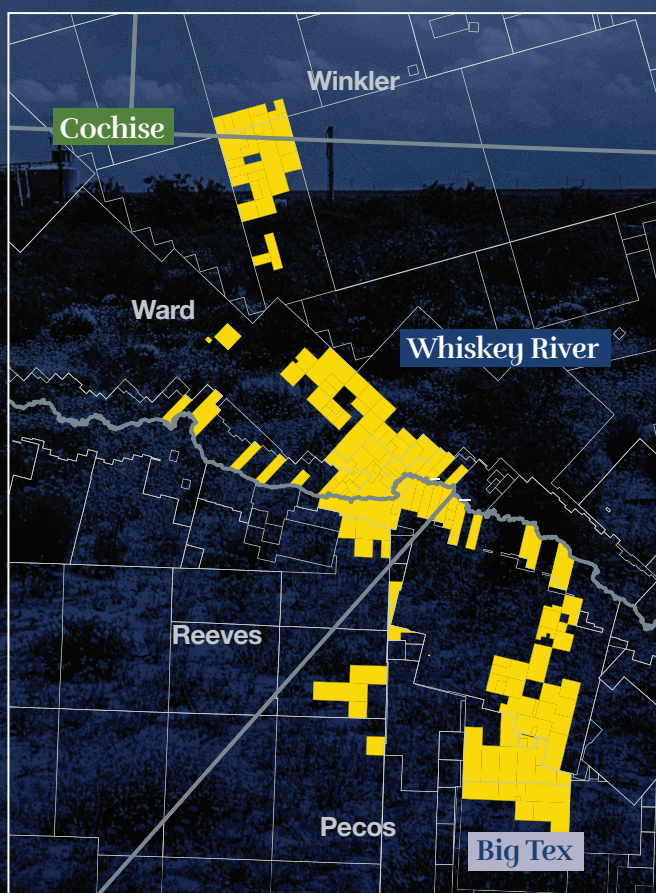 Winkler
Cochise
Ward
Whiskey River
Reeves
Pecos
Big Tex